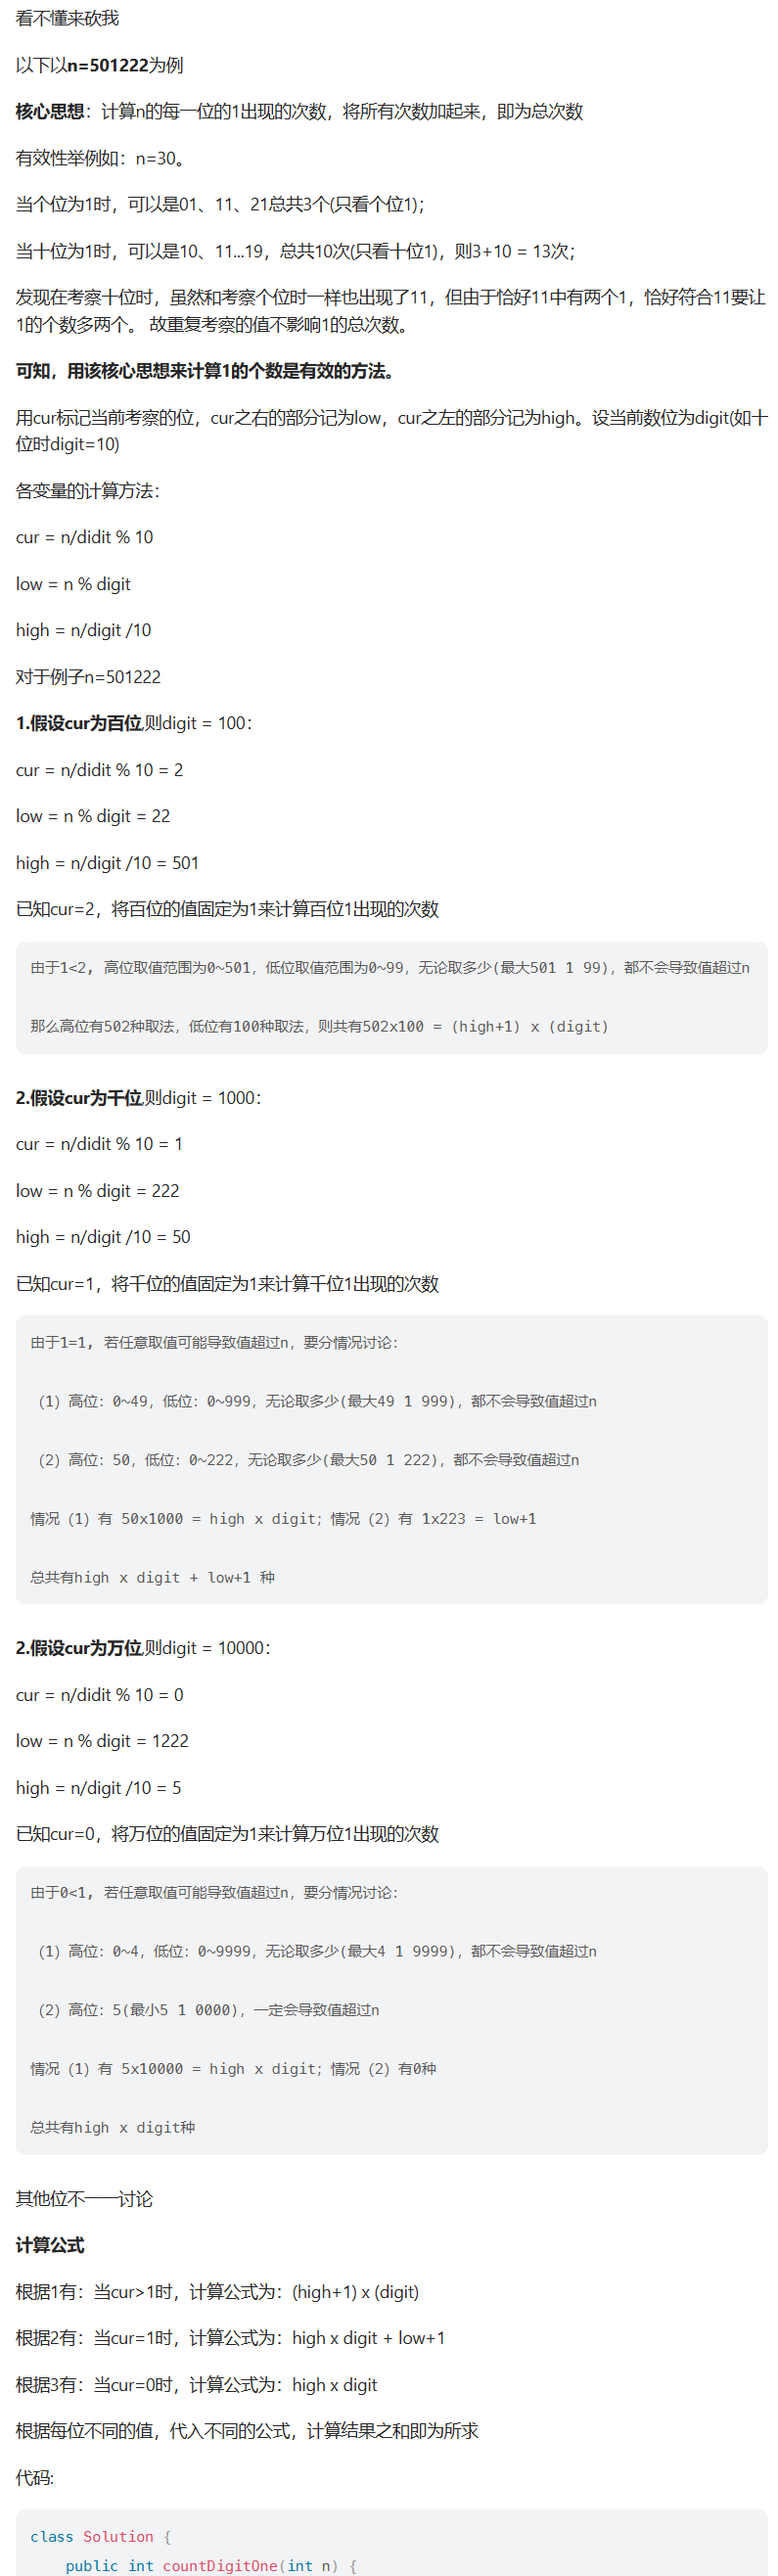 看不懂来砍我
以下以n=501222为例
核心思想：计算n的每一位的1出现的次数，将所有次数加起来，即为总次数
有效性举例如：n=30。
当个位为1时，可以是01、11、21总共3个(只看个位1)；
当十位为1时，可以是10、11...19，总共10次(只看十位1)，则3+10 = 13次；
发现在考察十位时，虽然和考察个位时一样也出现了11，但由于恰好11中有两个1，恰好符合11要让
1的个数多两个。 故重复考察的值不影响1的总次数。
可知，用该核心思想来计算1的个数是有效的方法。
用cur标记当前考察的位，cur之右的部分记为low，cur之左的部分记为high。设当前数位为digit(如十
位时digit=10)
各变量的计算方法：
cur = n/didit % 10
low = n % digit
high = n/digit /10
对于例子n=501222
1.假设cur为百位,则digit = 100：
cur = n/didit % 10 = 2
low = n % digit = 22
high = n/digit /10 = 501
已知cur=2，将百位的值固定为1来计算百位1出现的次数
由于1<2, 高位取值范围为0~501，低位取值范围为0~99，无论取多少(最大501 1 99)，都不会导致值超过n
那么高位有502种取法，低位有100种取法，则共有502x100 = (high+1) x (digit)
2.假设cur为千位,则digit = 1000：
cur = n/didit % 10 = 1
low = n % digit = 222
high = n/digit /10 = 50
已知cur=1，将千位的值固定为1来计算千位1出现的次数
由于1=1, 若任意取值可能导致值超过n，要分情况讨论：
（1）高位：0~49，低位：0~999，无论取多少(最大49 1 999)，都不会导致值超过n
（2）高位：50，低位：0~222，无论取多少(最大50 1 222)，都不会导致值超过n
情况（1）有 50x1000 = high x digit；情况（2）有 1x223 = low+1
总共有high x digit + low+1 种
2.假设cur为万位,则digit = 10000：
cur = n/didit % 10 = 0
low = n % digit = 1222
high = n/digit /10 = 5
已知cur=0，将万位的值固定为1来计算万位1出现的次数
由于0<1, 若任意取值可能导致值超过n，要分情况讨论：
（1）高位：0~4，低位：0~9999，无论取多少(最大4 1 9999)，都不会导致值超过n
（2）高位：5(最小5 1 0000)，一定会导致值超过n
情况（1）有 5x10000 = high x digit；情况（2）有0种
总共有high x digit种
其他位不一一讨论
计算公式
根据1有：当cur>1时，计算公式为：(high+1) x (digit)
根据2有：当cur=1时，计算公式为：high x digit + low+1
根据3有：当cur=0时，计算公式为：high x digit
根据每位不同的值，代入不同的公式，计算结果之和即为所求
代码:
class Solution {
public int countDigitOne(int n) {